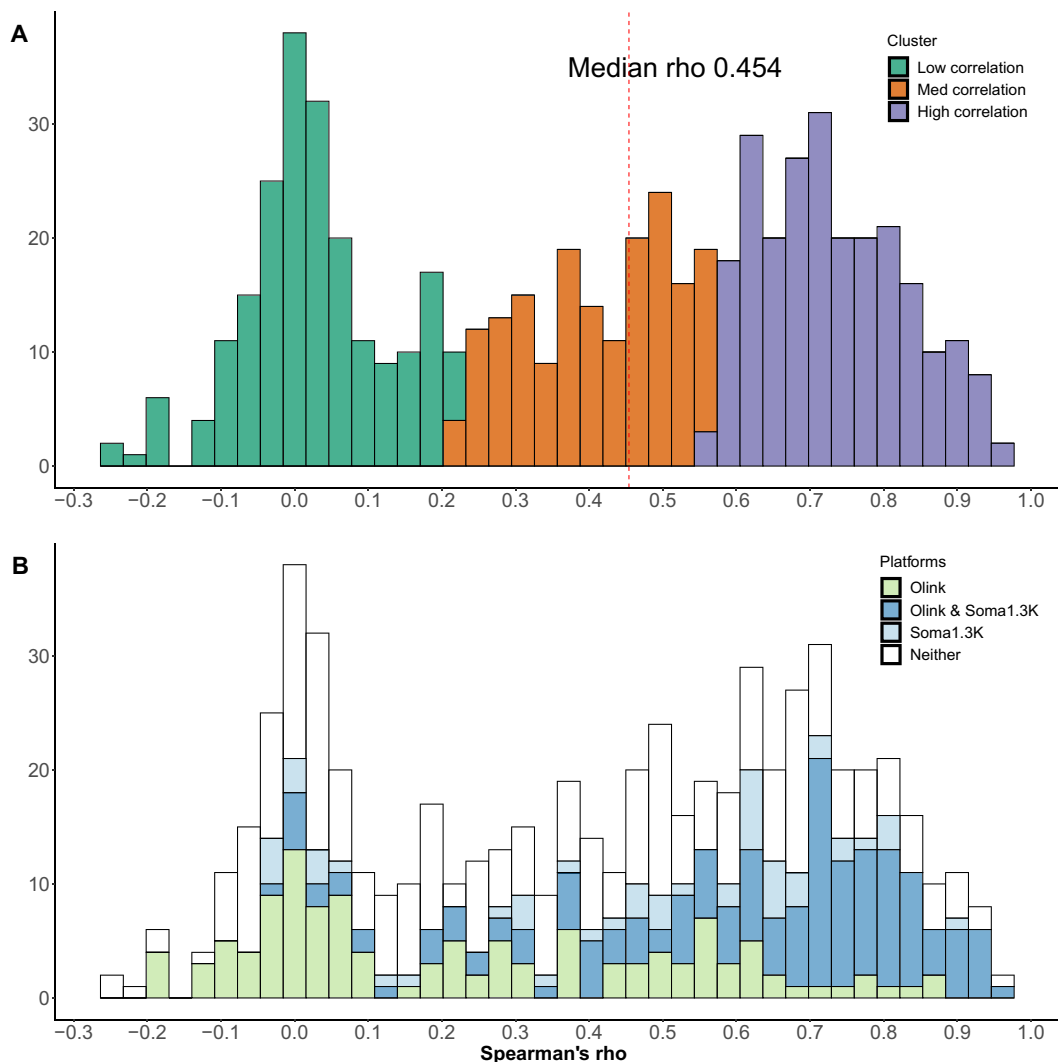 A
Median rho 0.454
Cluster
Low correlation
Med correlation
High correlation
30
20
10
0
−0.3 −0.2 −0.1 0.0 0.1 0.2 0.3 0.4 0.5 0.6 0.7 0.8 0.9 1.0
B
Platforms
Olink
Olink & Soma1.3K
Soma1.3K
Neither
30
20
10
0
−0.3 −0.2 −0.1 0.0 0.1 0.2 0.3 0.4 0.5 0.6 0.7 0.8 0.9 1.0
Spearman's rho